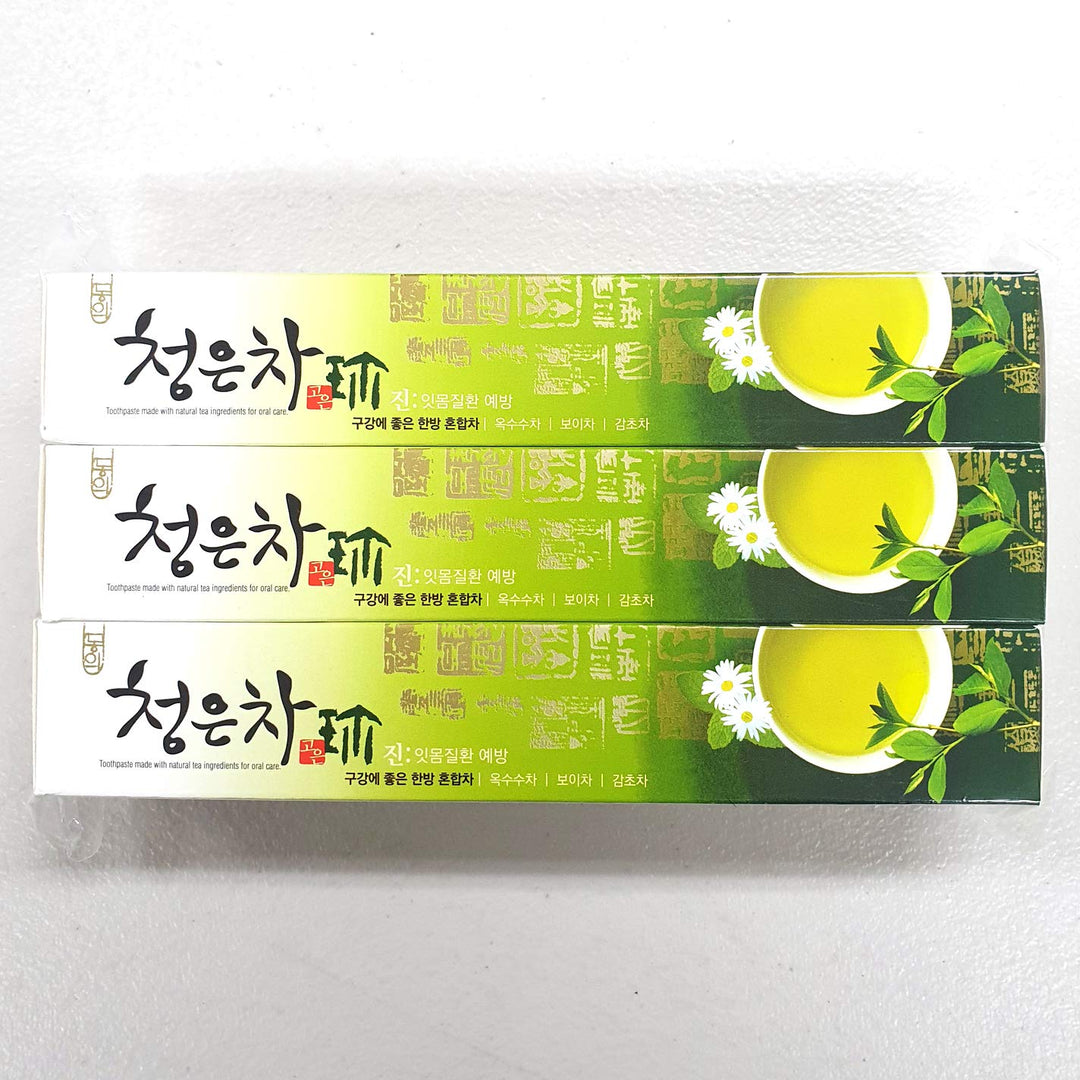 동의
청은차 珎
고은
Toothpaste made with natural tea ingredients for oral care.
진: 잇몸질환 예방
구강에 좋은 한방 혼합차 | 옥수수차 | 보이차 | 감초차
동의
청은차 珎
고은
Toothpaste made with natural tea ingredients for oral care.
진: 잇몸질환 예방
구강에 좋은 한방 혼합차 | 옥수수차 | 보이차 | 감초차
동의
청은차 珎
고은
Toothpaste made with natural tea ingredients for oral care.
진: 잇몸질환 예방
구강에 좋은 한방 혼합차 | 옥수수차 | 보이차 | 감초차